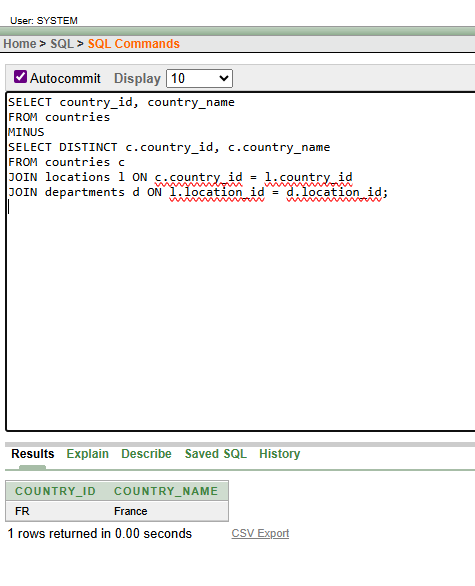 User: SYSTEM
Home > SQL > SQL Commands
Autocommit Display 10
SELECT country_id, country_name
FROM countries
MINUS
SELECT DISTINCT c.country_id, c.country_name
FROM countries c
JOIN locations l ON c.country_id = l.country_id
JOIN departments d ON l.location_id = d.location_id;
Results Explain Describe Saved SQL History
COUNTRY_ID COUNTRY_NAME
FR France
1 rows returned in 0.00 seconds CSV Export